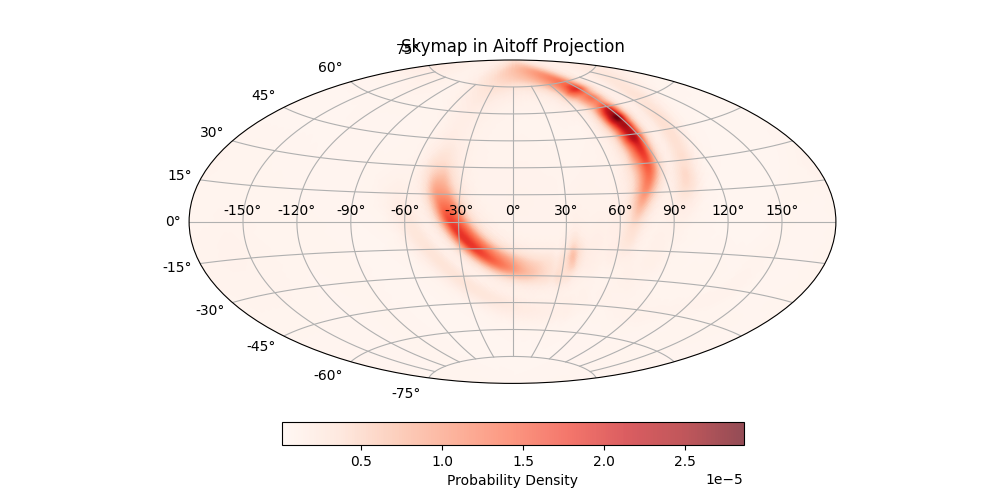 Skymap in Aitoff Projection
75°
60°
45°
30°
15°
-150° -120° -90° -60° -30° 0° 30° 60° 90° 120° 150°
0°
-15°
-30°
-45°
-60°
-75°
0.5 1.0 1.5 2.0 2.5
1e−5
Probability Density